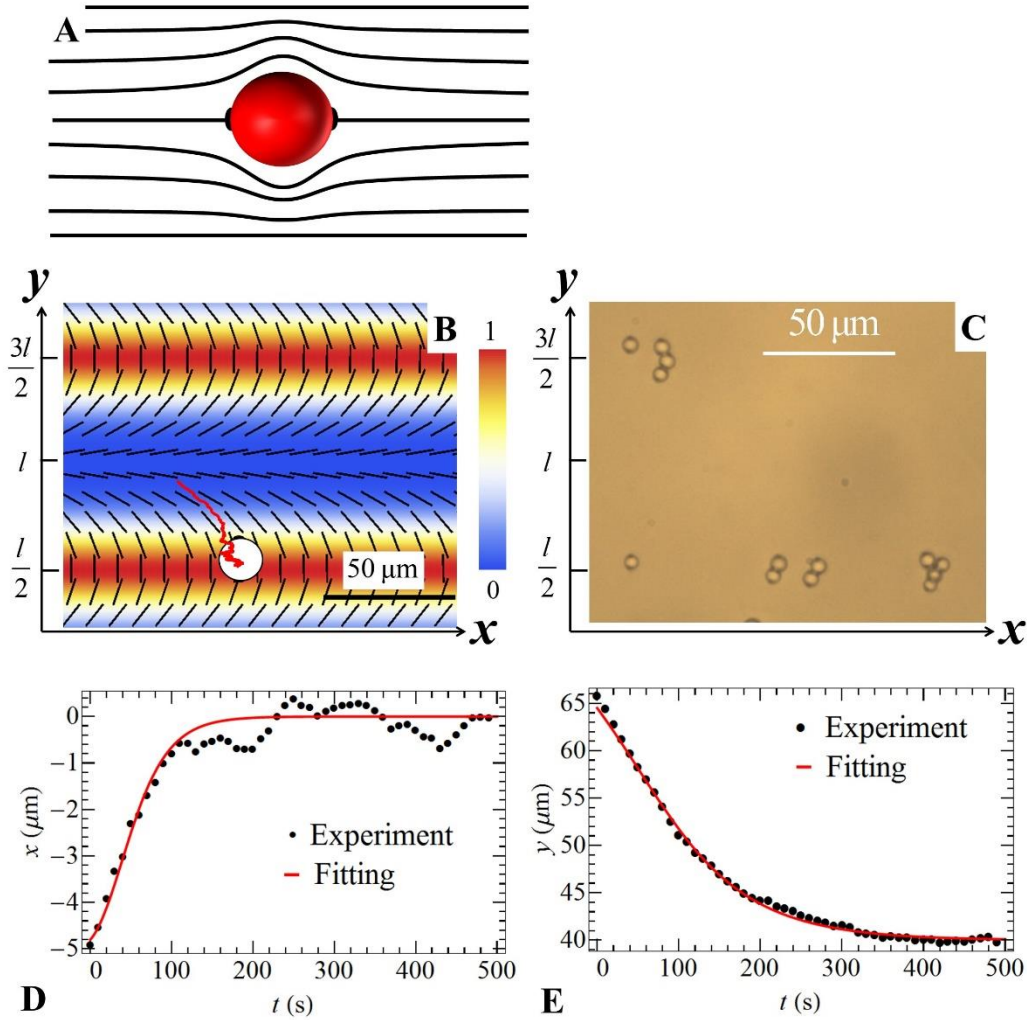 A
y
3l
2
l
l
2
B
1
0
50 μm
x
y
3l
2
l
l
2
C
50 μm
x
0
−1
−2
−3
−4
−5
x (μm)
Experiment
Fitting
0 100 200 300 400 500
t (s)
D
65
60
55
50
45
40
y (μm)
Experiment
Fitting
0 100 200 300 400 500
t (s)
E